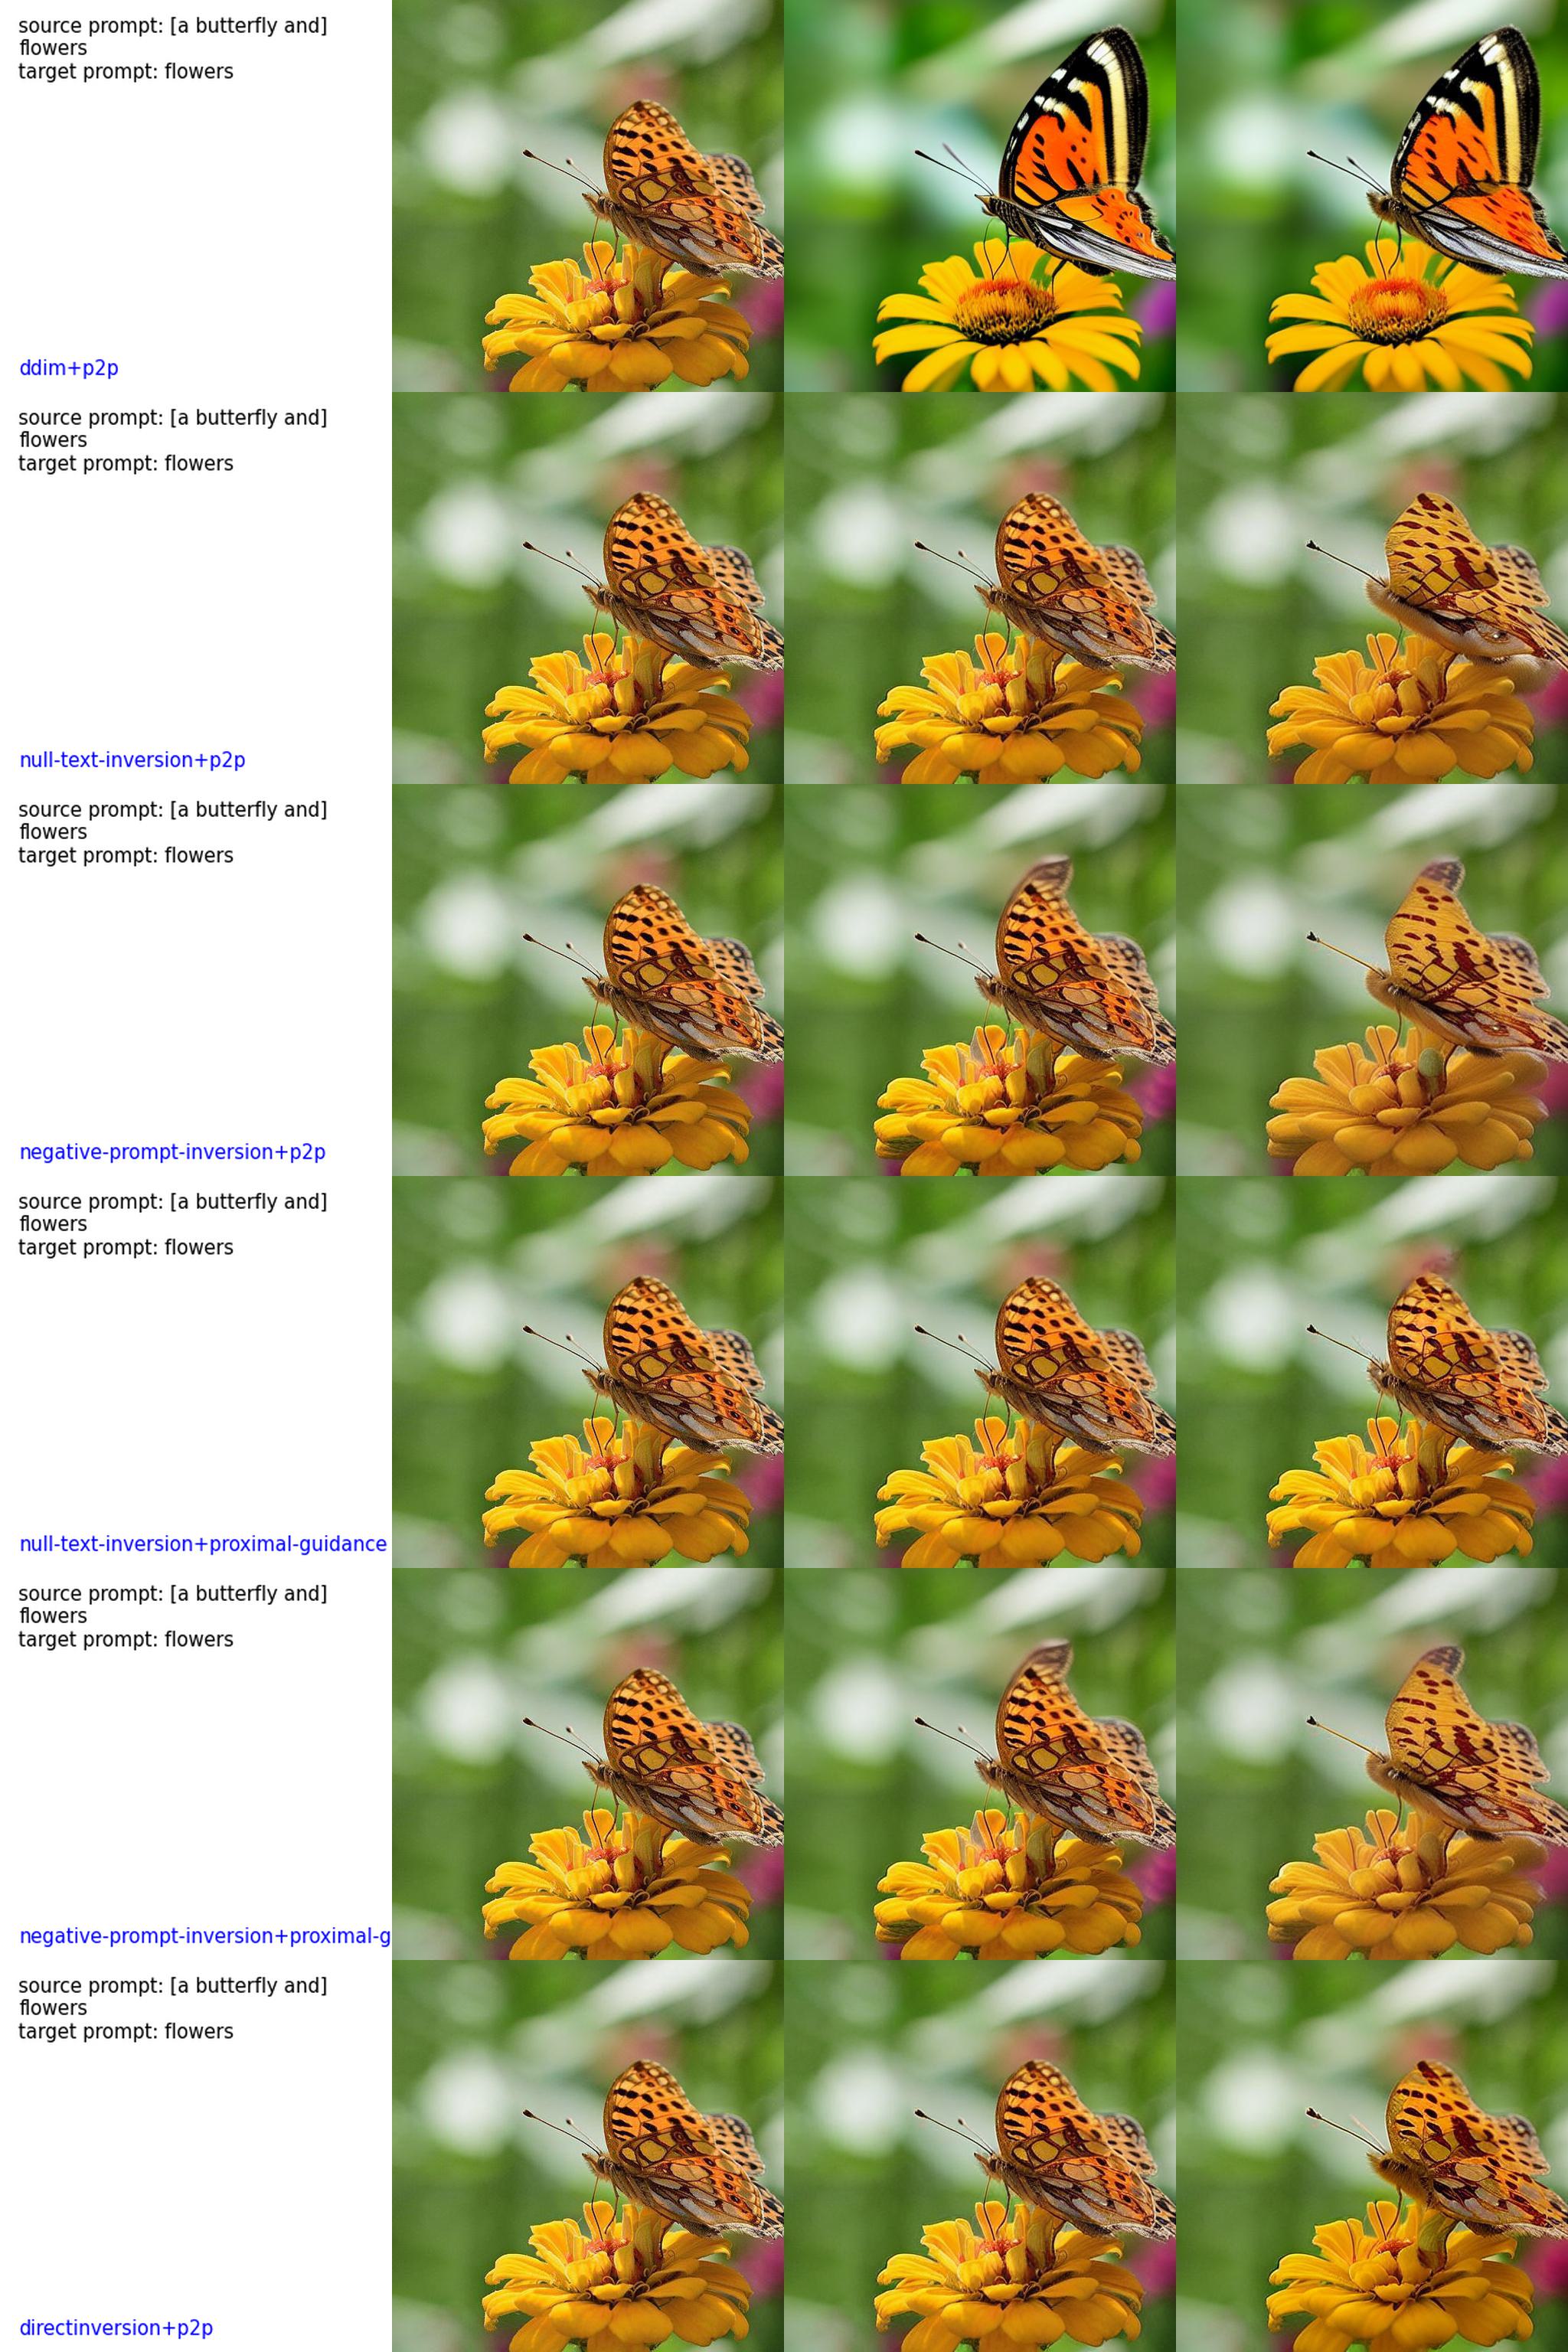 source prompt: [a butterfly and]
flowers
target prompt: flowers
ddim+p2p
source prompt: [a butterfly and]
flowers
target prompt: flowers
null-text-inversion+p2p
source prompt: [a butterfly and]
flowers
target prompt: flowers
negative-prompt-inversion+p2p
source prompt: [a butterfly and]
flowers
target prompt: flowers
null-text-inversion+proximal-guidance
source prompt: [a butterfly and]
flowers
target prompt: flowers
negative-prompt-inversion+proximal-g
source prompt: [a butterfly and]
flowers
target prompt: flowers
directinversion+p2p